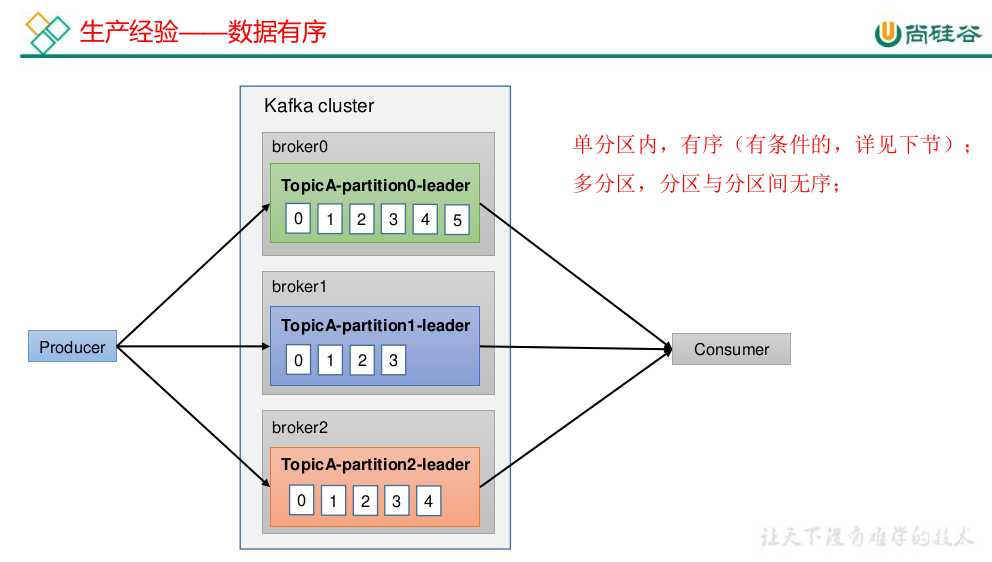 生产经验——数据有序
尚硅谷
Kafka cluster
broker0
TopicA-partition0-leader
0 1 2 3 4 5
单分区内，有序（有条件的，详见下节）；
多分区，分区与分区间无序；
broker1
TopicA-partition1-leader
0 1 2 3
Producer
Consumer
broker2
TopicA-partition2-leader
0 1 2 3 4
让天下没有难学的技术